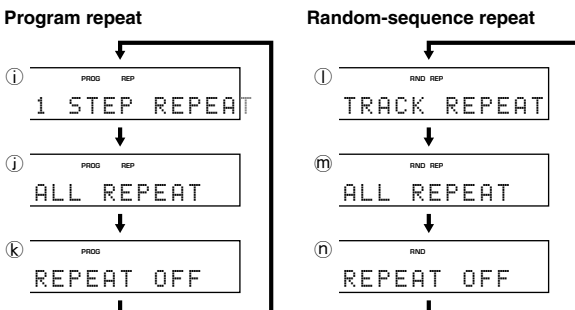 Program repeat
ⓘ PROG REP
1 STEP REPEAT
ⓙ PROG REP
ALL REPEAT
ⓚ PROG
REPEAT OFF
Random-sequence repeat
ⓛ RND REP
TRACK REPEAT
ⓜ RND REP
ALL REPEAT
ⓝ RND
REPEAT OFF